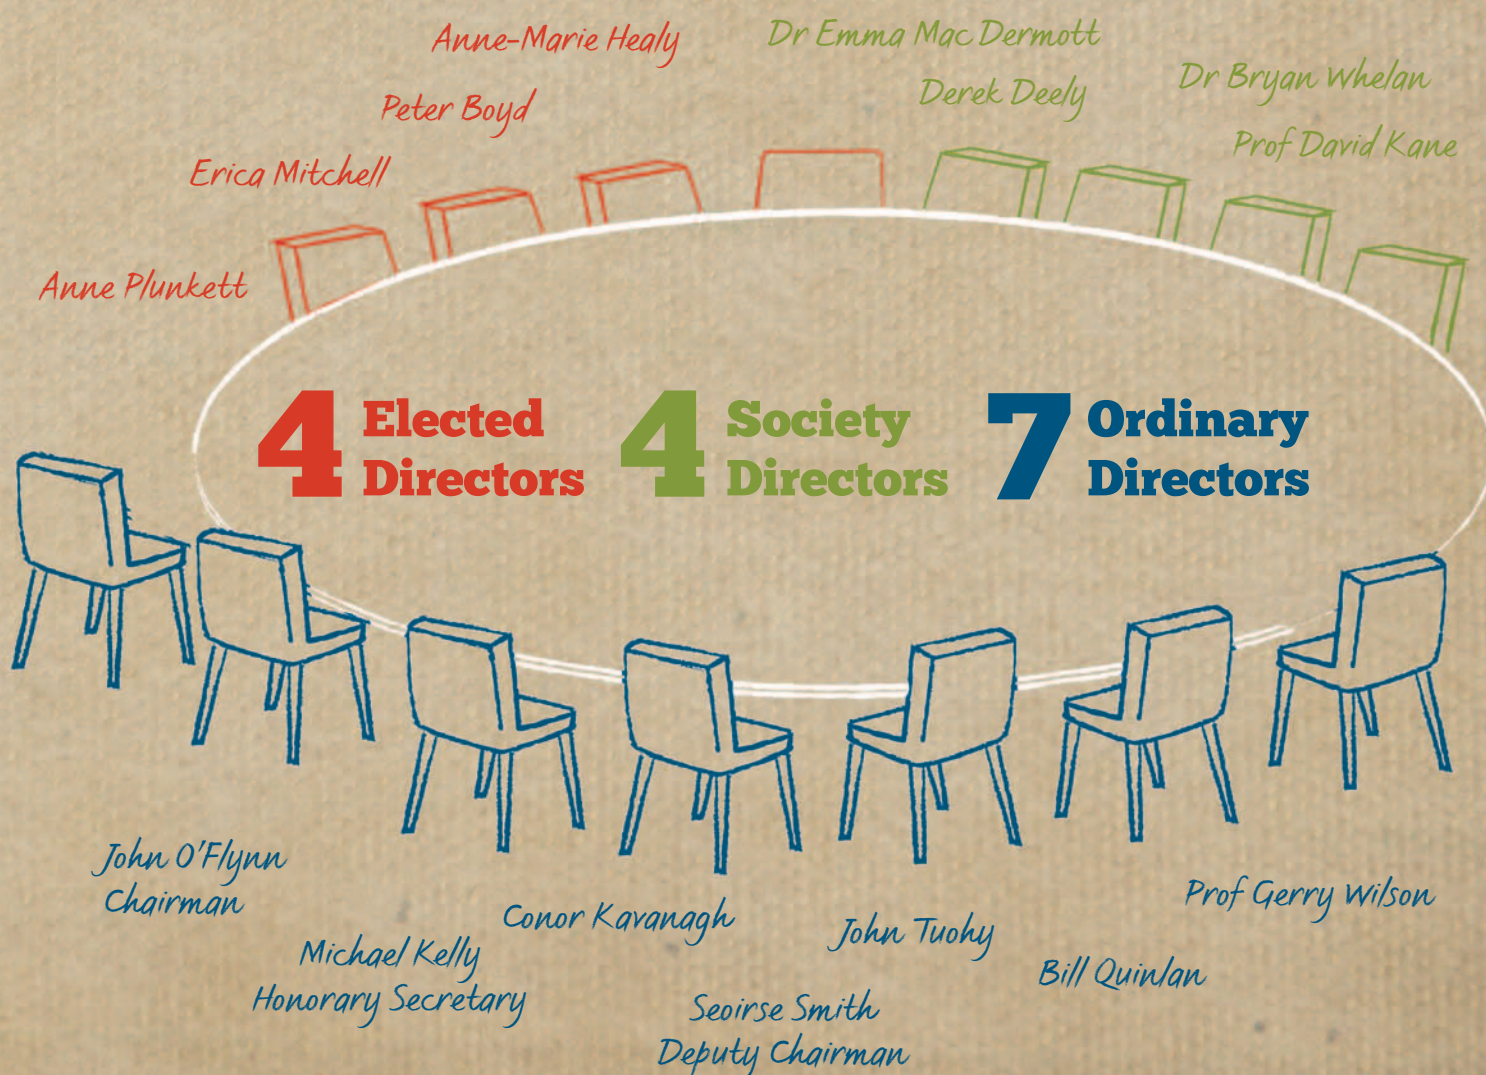 Anne-Marie Healy
Dr Emma Mac Dermott
Peter Boyd
Derek Deely
Dr Bryan Whelan
Erica Mitchell
Prof David Kane
Anne Plunkett
4 Elected
Directors
4 Society
Directors
7 Ordinary
Directors
John O'Flynn
Chairman
Michael Kelly
Honorary Secretary
Conor Kavanagh
Seoirse Smith
Deputy Chairman
John Tuohy
Bill Quinlan
Prof Gerry Wilson